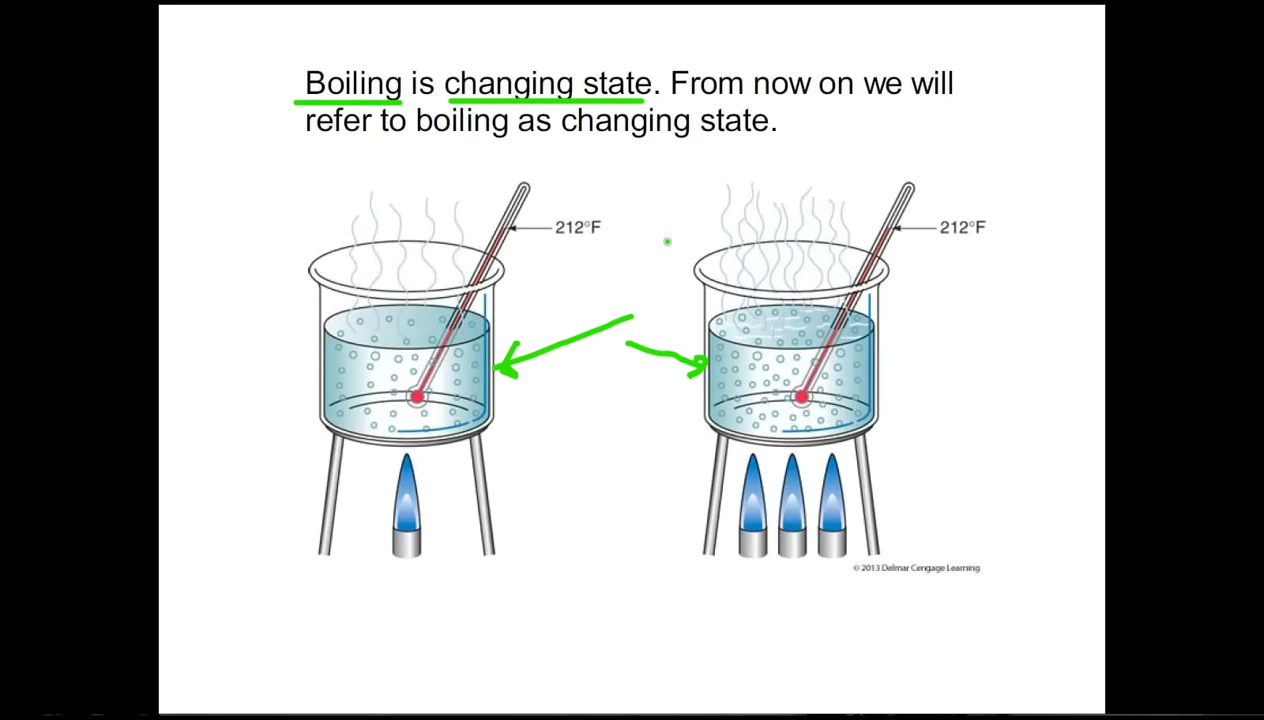 Boiling is changing state. From now on we will
refer to boiling as changing state.
212°F
212°F
© 2013 Delmar Cengage Learning